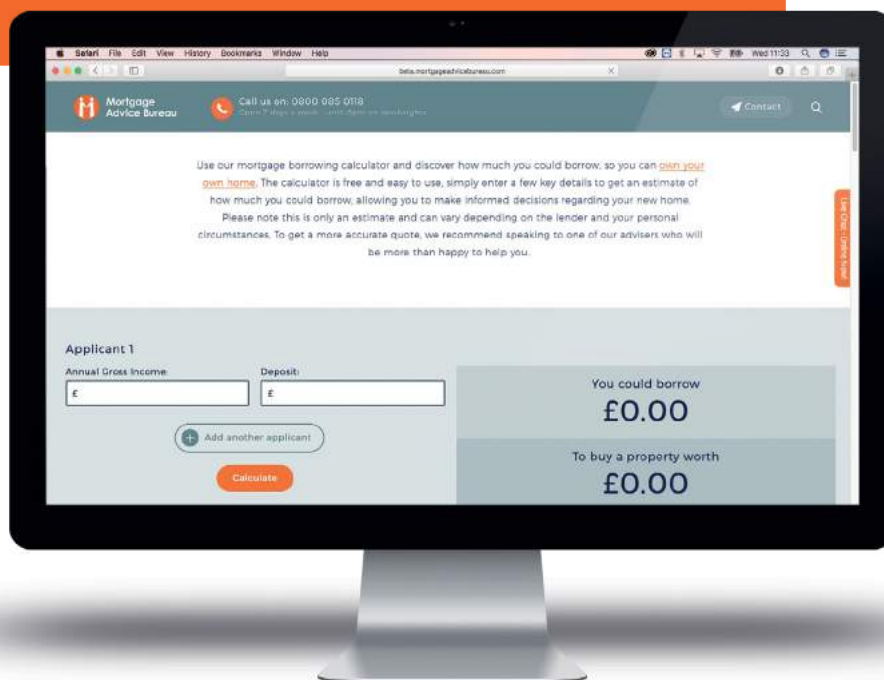 Safari File Edit View History Bookmarks Window Help
Wed 11:33
beta.mortgageadvicebureau.com
Mortgage
Advice Bureau
Call us on: 0800 085 0118
Contact
Use our mortgage borrowing calculator and discover how much you could borrow, so you can own your
own home. The calculator is free and easy to use, simply enter a few key details to get an estimate of
how much you could borrow, allowing you to make informed decisions regarding your new home.
Please note this is only an estimate and can vary depending on the lender and your personal
circumstances. To get a more accurate quote, we recommend speaking to one of our advisers who will
be more than happy to help you.
Live Chat - Online Now!
Applicant 1
Annual Gross Income: Deposit:
£ £
Add another applicant
Calculate
You could borrow
£0.00
To buy a property worth
£0.00